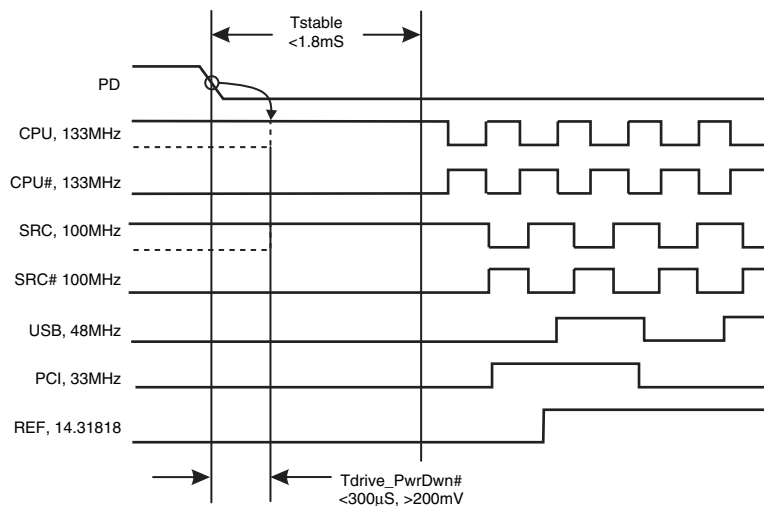 Tstable
<1.8mS
PD
CPU, 133MHz
CPU#, 133MHz
SRC, 100MHz
SRC# 100MHz
USB, 48MHz
PCI, 33MHz
REF, 14.31818
Tdrive_PwrDwn#
<300µS, >200mV